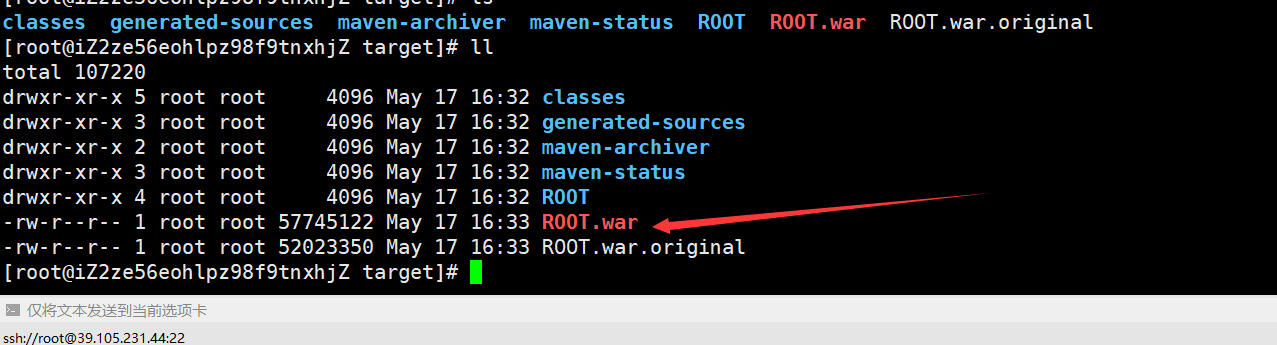 classes  generated-sources  maven-archiver  maven-status  ROOT  ROOT.war  ROOT.war.original
[root@iZ2ze56eohlpz98f9tnxhjZ target]# ll
total 107220
drwxr-xr-x 5 root root     4096 May 17 16:32 classes
drwxr-xr-x 3 root root     4096 May 17 16:32 generated-sources
drwxr-xr-x 2 root root     4096 May 17 16:32 maven-archiver
drwxr-xr-x 3 root root     4096 May 17 16:32 maven-status
drwxr-xr-x 4 root root     4096 May 17 16:32 ROOT
-rw-r--r-- 1 root root 57745122 May 17 16:33 ROOT.war
-rw-r--r-- 1 root root 52023350 May 17 16:33 ROOT.war.original
[root@iZ2ze56eohlpz98f9tnxhjZ target]#
仅将文本发送到当前选项卡
ssh://root@39.105.231.44:22